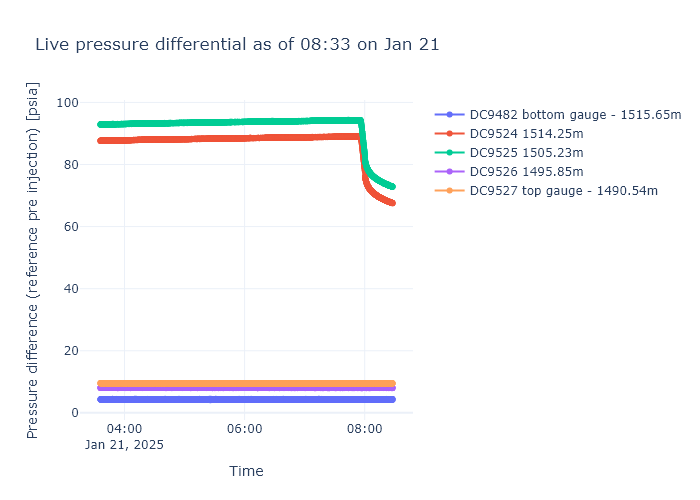 Live pressure differential as of 08:33 on Jan 21
Pressure difference (reference pre injection) [psia]
100
80
60
40
20
0
04:00
Jan 21, 2025
06:00
08:00
Time
DC9482 bottom gauge - 1515.65m
DC9524 1514.25m
DC9525 1505.23m
DC9526 1495.85m
DC9527 top gauge - 1490.54m